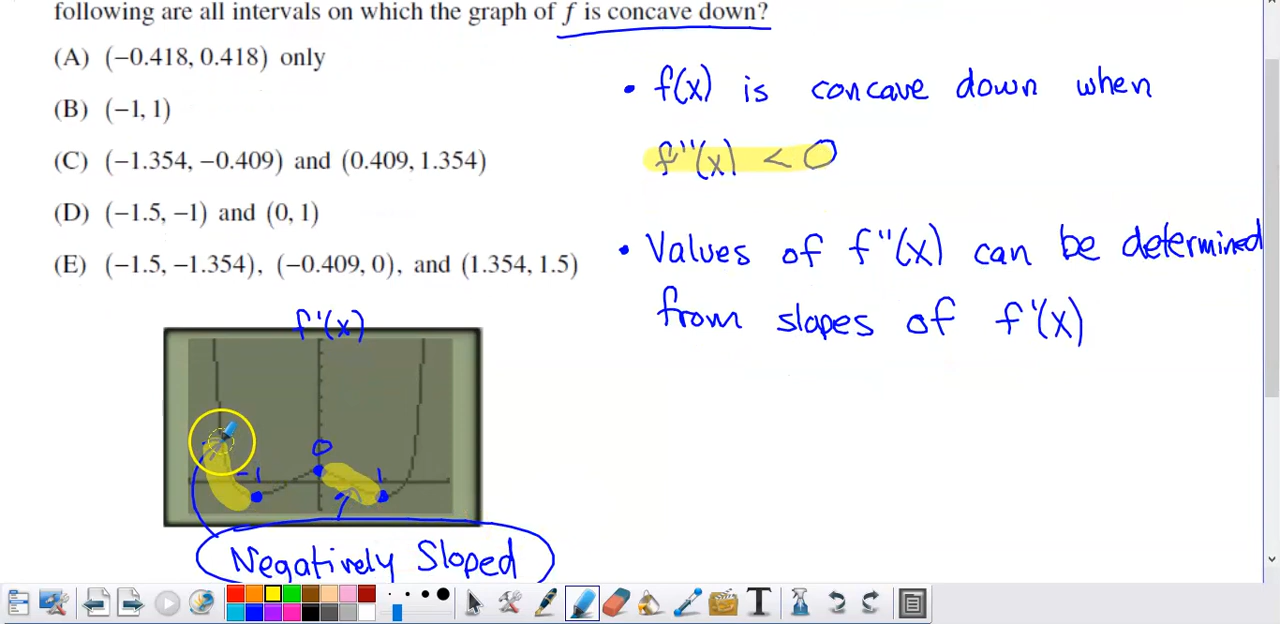 following are all intervals on which the graph of f is concave down?
(A) (−0.418, 0.418) only
(B) (−1, 1)
(C) (−1.354, −0.409) and (0.409, 1.354)
(D) (−1.5, −1) and (0, 1)
(E) (−1.5, −1.354), (−0.409, 0), and (1.354, 1.5)
• f(x) is concave down when
f''(x) < 0
• Values of f''(x) can be determined
from slopes of f'(x)
f'(x)
0
−1
1
Negatively Sloped
T